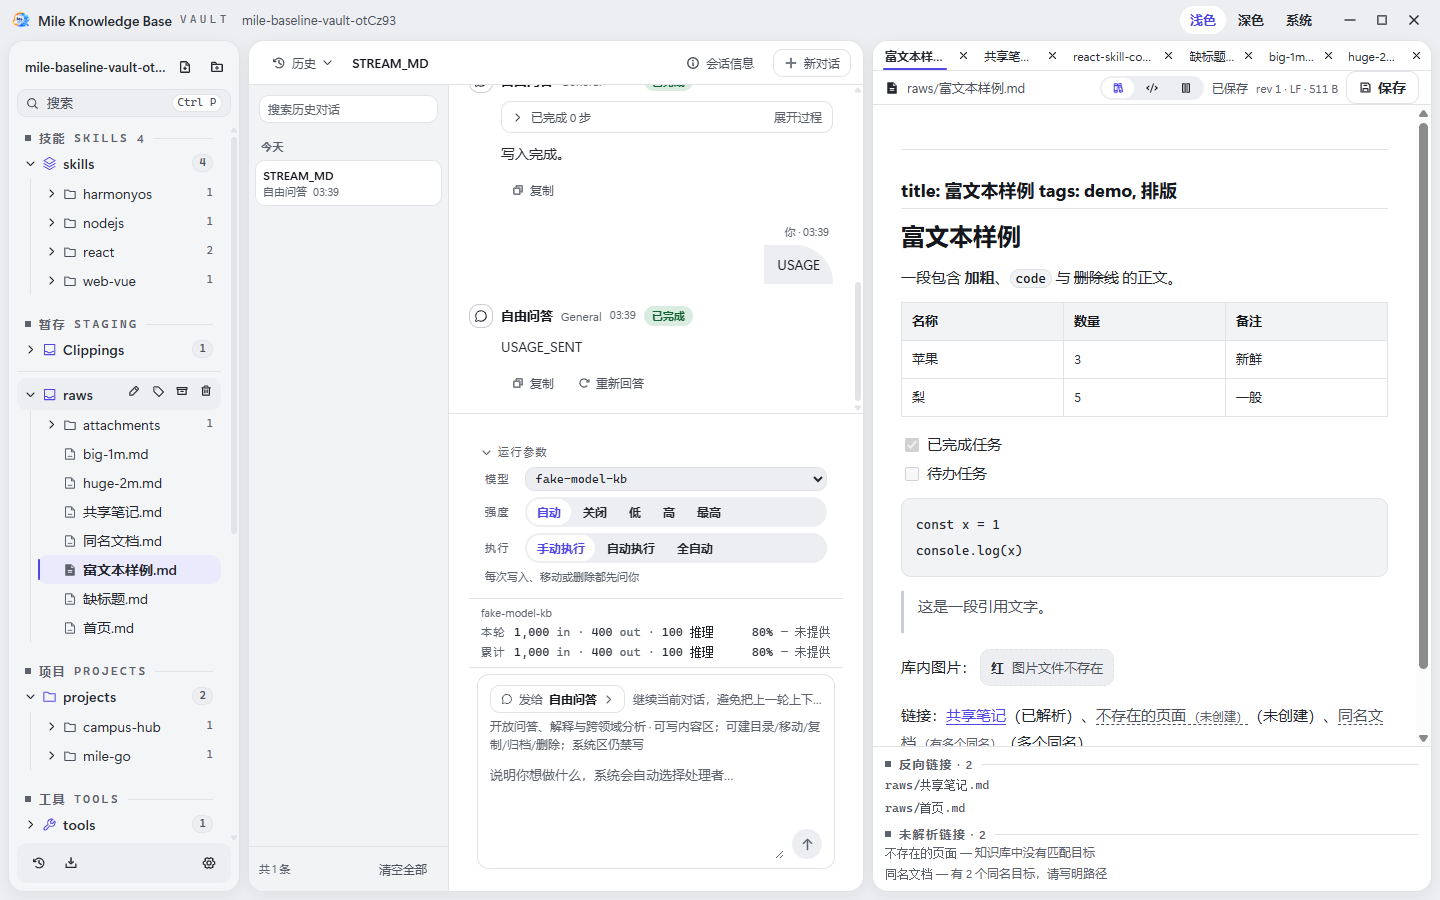 Mile Knowledge Base VAULT mile-baseline-vault-otCz93
浅色 深色 系统
mile-baseline-vault-ot...
搜索 Ctrl P
技能 SKILLS 4
skills 4
harmonyos 1
nodejs 1
react 2
web-vue 1
暂存 STAGING
Clippings 1
raws
attachments 1
big-1m.md
huge-2m.md
共享笔记.md
同名文档.md
富文本样例.md
缺标题.md
首页.md
项目 PROJECTS
projects 2
campus-hub 1
mile-go 1
工具 TOOLS
tools 1
历史 STREAM_MD
会话信息 新对话
搜索历史对话
今天
STREAM_MD
自由问答 03:39
共 1 条 清空全部
自由问答 General 已完成
已完成 0 步 展开过程
写入完成。
复制
你 · 03:39
USAGE
自由问答 General 03:39 已完成
USAGE_SENT
复制 重新回答
运行参数
模型 fake-model-kb
强度 自动 关闭 低 高 最高
执行 手动执行 自动执行 全自动
每次写入、移动或删除都先问你
fake-model-kb
本轮 1,000 in · 400 out · 100 推理 80% — 未提供
累计 1,000 in · 400 out · 100 推理 80% — 未提供
发给 自由问答 继续当前对话，避免把上一轮上下...
开放问答、解释与跨领域分析 · 可写内容区；可建目录/移动/复
制/归档/删除；系统区仍禁写
说明你想做什么，系统会自动选择处理者...
富文本样... 共享笔... react-skill-co... 缺标题... big-1m... huge-2...
raws/富文本样例.md 已保存 rev 1 · LF · 511 B 保存
title: 富文本样例 tags: demo, 排版
富文本样例
一段包含 加粗、 code 与 删除线 的正文。
名称 数量 备注
苹果 3 新鲜
梨 5 一般
已完成任务
待办任务
const x = 1
console.log(x)
这是一段引用文字。
库内图片： 红 图片文件不存在
链接：共享笔记（已解析）、不存在的页面（未创建）（未创建）、同名文
档（有多个同名）（多个同名）
反向链接 · 2
raws/共享笔记.md
raws/首页.md
未解析链接 · 2
不存在的页面 — 知识库中没有匹配目标
同名文档 — 有 2 个同名目标，请写明路径